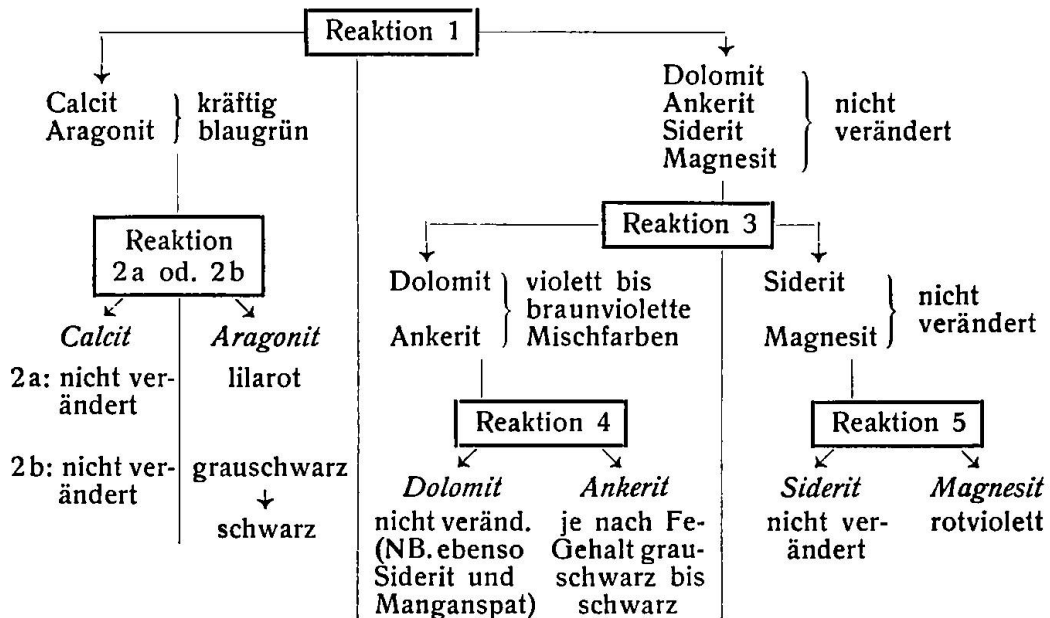 Reaktion 1
Calcit
Aragonit
kräftig
blaugrün
Dolomit
Ankerit
Siderit
Magnesit
nicht
verändert
Reaktion
2a od. 2b
Calcit
Aragonit
2a: nicht ver-
ändert
lilarot
2b: nicht ver-
ändert
grauschwarz
schwarz
Reaktion 3
Dolomit
Ankerit
violett bis
braunviolette
Mischfarben
Siderit
Magnesit
nicht
verändert
Reaktion 4
Dolomit
nicht veränd.
(NB. ebenso
Siderit und
Manganspat)
Ankerit
je nach Fe-
Gehalt grau-
schwarz bis
schwarz
Reaktion 5
Siderit
nicht ver-
ändert
Magnesit
rotviolett